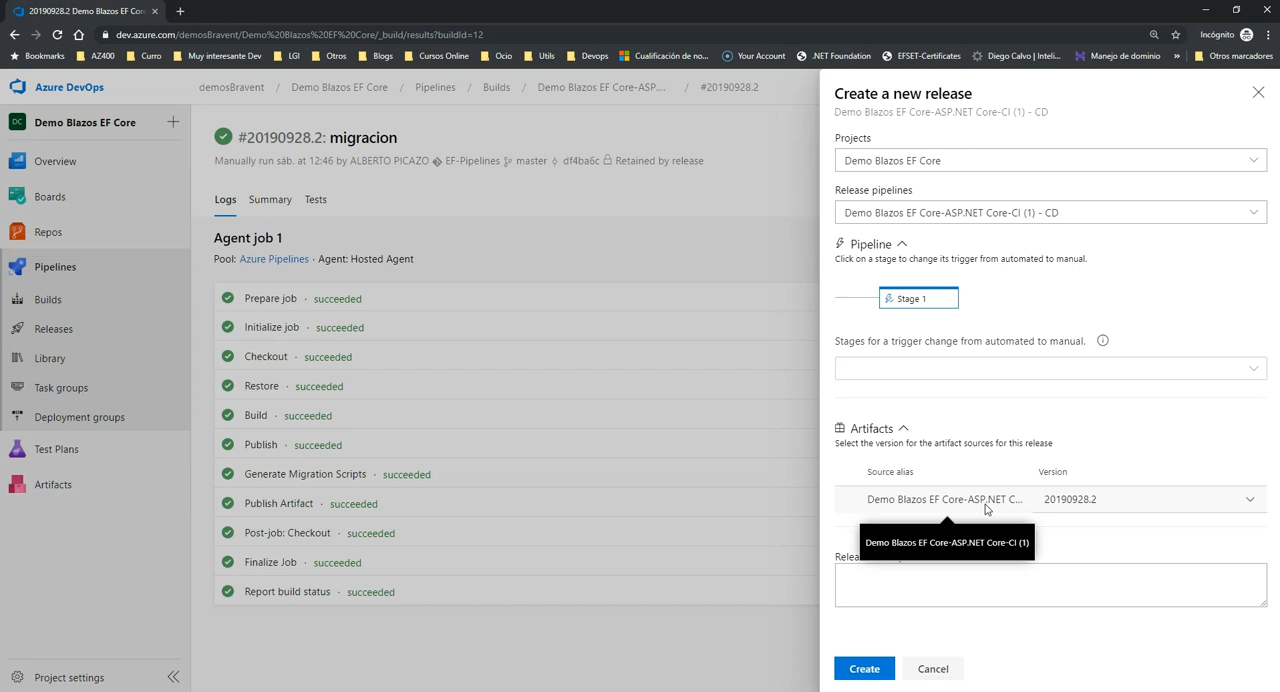 20190928.2 Demo Blazos EF Core
dev.azure.com/demosBravent/Demo%20Blazos%20EF%20Core/_build/results?buildId=12
Incógnito
Bookmarks
AZ400
Curro
Muy interesante Dev
LGI
Otros
Blogs
Cursos Online
Ocio
Utils
Devops
Cualificación de no...
Your Account
.NET Foundation
EFSET-Certificates
Diego Calvo | Inteli...
Manejo de dominio
»
Otros marcadores
Azure DevOps
demosBravent / Demo Blazos EF Core / Pipelines / Builds / Demo Blazos EF Core-ASP.... / #20190928.2
DC
Demo Blazos EF Core
Overview
Boards
Repos
Pipelines
Builds
Releases
Library
Task groups
Deployment groups
Test Plans
Artifacts
Project settings
#20190928.2: migracion
Manually run sáb. at 12:46 by ALBERTO PICAZO EF-Pipelines master df4ba6c Retained by release
Logs Summary Tests
Agent job 1
Pool: Azure Pipelines · Agent: Hosted Agent
Prepare job · succeeded
Initialize job · succeeded
Checkout · succeeded
Restore · succeeded
Build · succeeded
Publish · succeeded
Generate Migration Scripts · succeeded
Publish Artifact · succeeded
Post-job: Checkout · succeeded
Finalize Job · succeeded
Report build status · succeeded
Create a new release
Demo Blazos EF Core-ASP.NET Core-CI (1) - CD
Projects
Demo Blazos EF Core
Release pipelines
Demo Blazos EF Core-ASP.NET Core-CI (1) - CD
Pipeline
Click on a stage to change its trigger from automated to manual.
Stage 1
Stages for a trigger change from automated to manual.
Artifacts
Select the version for the artifact sources for this release
Source alias Version
Demo Blazos EF Core-ASP.NET C... 20190928.2
Demo Blazos EF Core-ASP.NET Core-CI (1)
Create Cancel